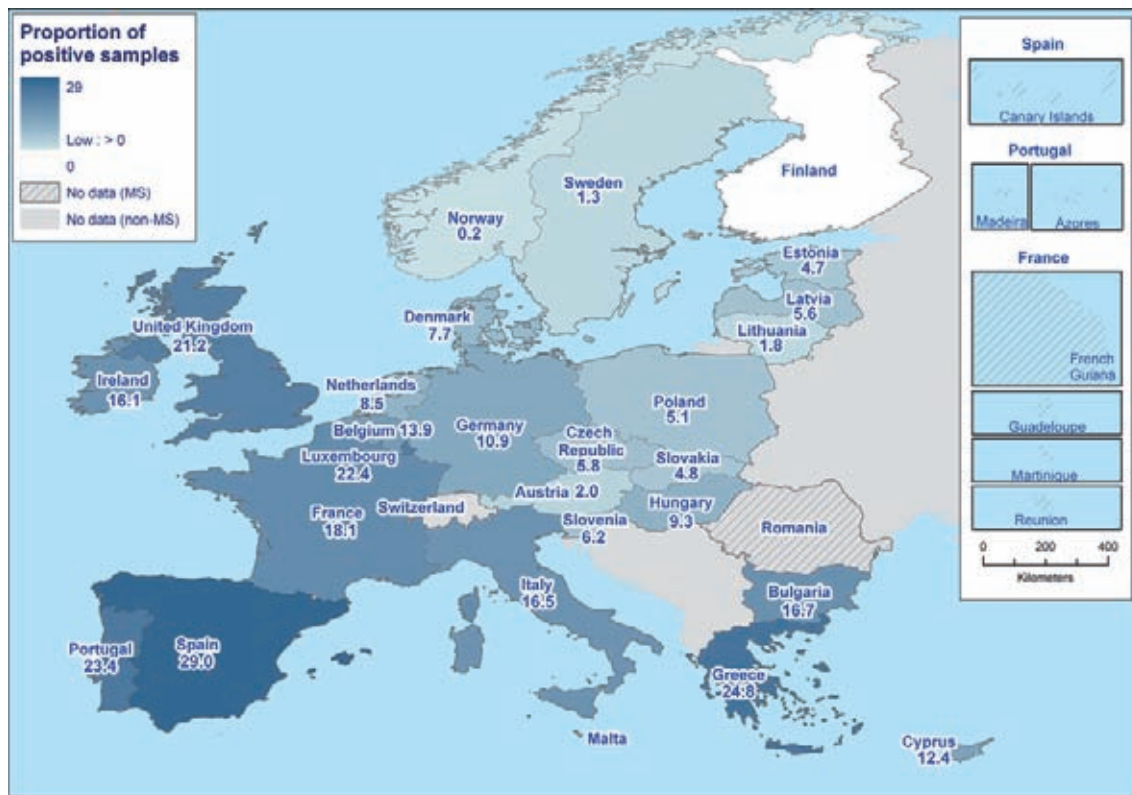 Proportion of
positive samples
29
Low : > 0
0
No data (MS)
No data (non-MS)
Finland
Sweden
1.3
Norway
0.2
Estonia
4.7
Latvia
5.6
Lithuania
1.8
Denmark
7.7
United Kingdom
21.2
Ireland
16.1
Netherlands
8.5
Belgium 13.9
Luxembourg
22.4
Germany
10.9
Poland
5.1
Czech
Republic
5.8
Slovakia
4.8
Austria 2.0
Hungary
9.3
Switzerland
Slovenia
6.2
France
18.1
Romania
Italy
16.5
Bulgaria
16.7
Portugal
23.4
Spain
29.0
Greece
24.8
Malta
Cyprus
12.4
Spain
Canary Islands
Portugal
Madeira
Azores
France
French
Guiana
Guadeloupe
Martinique
Reunion
0 200 400
Kilometers